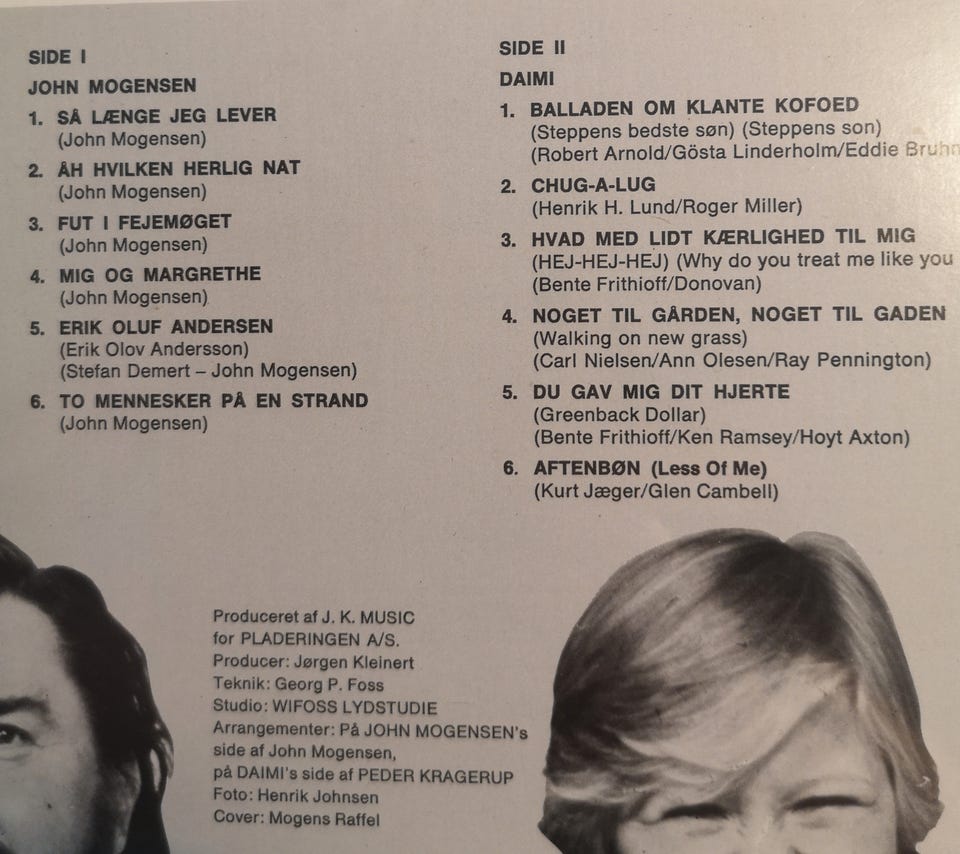 SIDE I
JOHN MOGENSEN
1. SÅ LÆNGE JEG LEVER
(John Mogensen)
2. ÅH HVILKEN HERLIG NAT
(John Mogensen)
3. FUT I FEJEMØGET
(John Mogensen)
4. MIG OG MARGRETHE
(John Mogensen)
5. ERIK OLUF ANDERSEN
(Erik Olov Andersson)
(Stefan Demert – John Mogensen)
6. TO MENNESKER PÅ EN STRAND
(John Mogensen)
SIDE II
DAIMI
1. BALLADEN OM KLANTE KOFOED
(Steppens bedste søn) (Steppens son)
(Robert Arnold/Gösta Linderholm/Eddie Bruhn
2. CHUG-A-LUG
(Henrik H. Lund/Roger Miller)
3. HVAD MED LIDT KÆRLIGHED TIL MIG
(HEJ-HEJ-HEJ) (Why do you treat me like you
(Bente Frithioff/Donovan)
4. NOGET TIL GÅRDEN, NOGET TIL GADEN
(Walking on new grass)
(Carl Nielsen/Ann Olesen/Ray Pennington)
5. DU GAV MIG DIT HJERTE
(Greenback Dollar)
(Bente Frithioff/Ken Ramsey/Hoyt Axton)
6. AFTENBØN (Less Of Me)
(Kurt Jæger/Glen Cambell)
Produceret af J. K. MUSIC
for PLADERINGEN A/S.
Producer: Jørgen Kleinert
Teknik: Georg P. Foss
Studio: WIFOSS LYDSTUDIE
Arrangementer: På JOHN MOGENSEN's
side af John Mogensen,
på DAIMI's side af PEDER KRAGERUP
Foto: Henrik Johnsen
Cover: Mogens Raffel